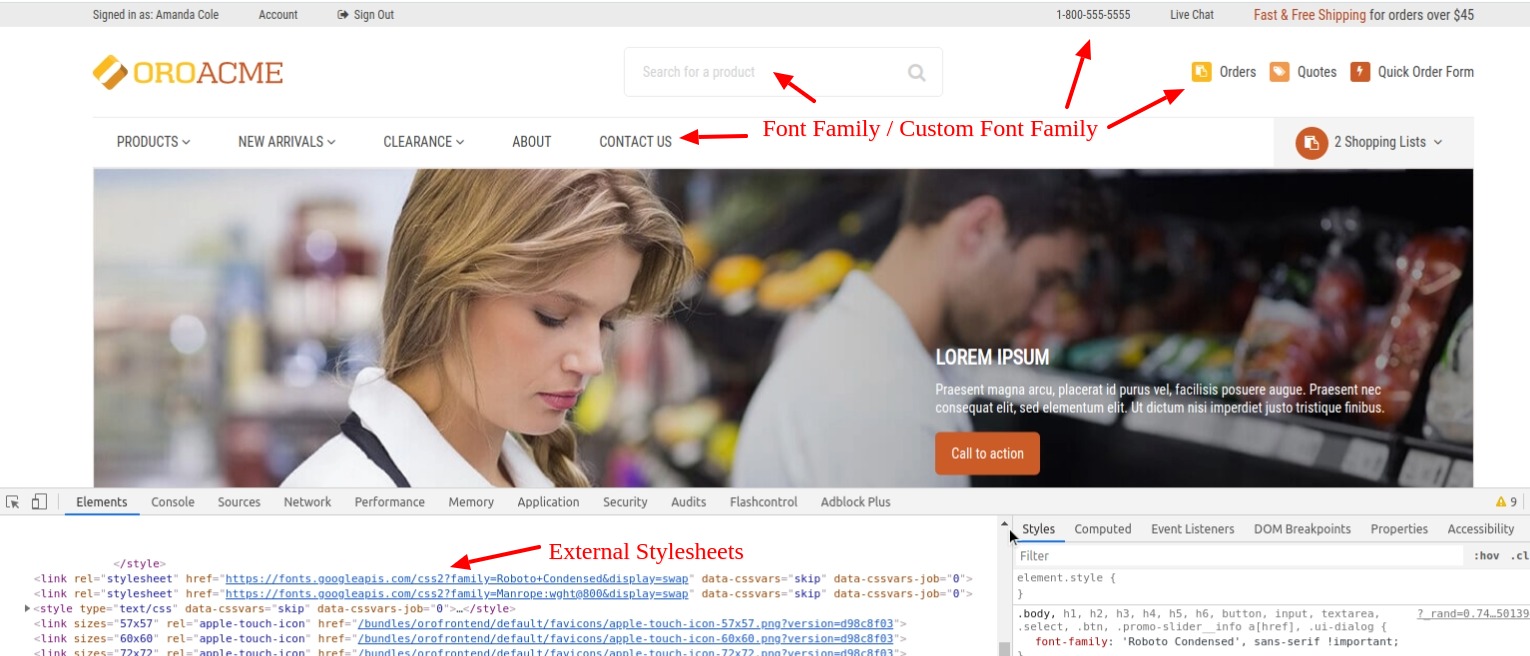 Signed in as: Amanda Cole Account Sign Out 1-800-555-5555 Live Chat Fast & Free Shipping for orders over $45
OROACME Search for a product Orders Quotes Quick Order Form
Font Family / Custom Font Family
PRODUCTS NEW ARRIVALS CLEARANCE ABOUT CONTACT US 2 Shopping Lists
LOREM IPSUM
Praesent magna arcu, placerat id purus vel, facilisis posuere augue. Praesent nec
consequat elit, sed elementum elit. Ut dictum nisi imperdiet justo tristique finibus.
Call to action
Elements Console Sources Network Performance Memory Application Security Audits Flashcontrol Adblock Plus 9
External Stylesheets
</style>
<link rel="stylesheet" href="https://fonts.googleapis.com/css2?family=Roboto+Condensed&display=swap" data-cssvars="skip" data-cssvars-job="0">
<link rel="stylesheet" href="https://fonts.googleapis.com/css2?family=Manrope:wght@800&display=swap" data-cssvars="skip" data-cssvars-job="0">
<style type="text/css" data-cssvars="skip" data-cssvars-job="0">…</style>
<link sizes="57x57" rel="apple-touch-icon" href="/bundles/orofrontend/default/favicons/apple-touch-icon-57x57.png?version=d98c8f03">
<link sizes="60x60" rel="apple-touch-icon" href="/bundles/orofrontend/default/favicons/apple-touch-icon-60x60.png?version=d98c8f03">
<link sizes="72x72" rel="apple-touch-icon" href="/bundles/orofrontend/default/favicons/apple-touch-icon-72x72.png?version=d98c8f03">
Styles Computed Event Listeners DOM Breakpoints Properties Accessibility
Filter :hov .cl
element.style {
}
.body, h1, h2, h3, h4, h5, h6, button, input, textarea, ?_rand=0.74…50139
.select, .btn, .promo-slider__info a[href], .ui-dialog {
font-family: 'Roboto Condensed', sans-serif !important;
}